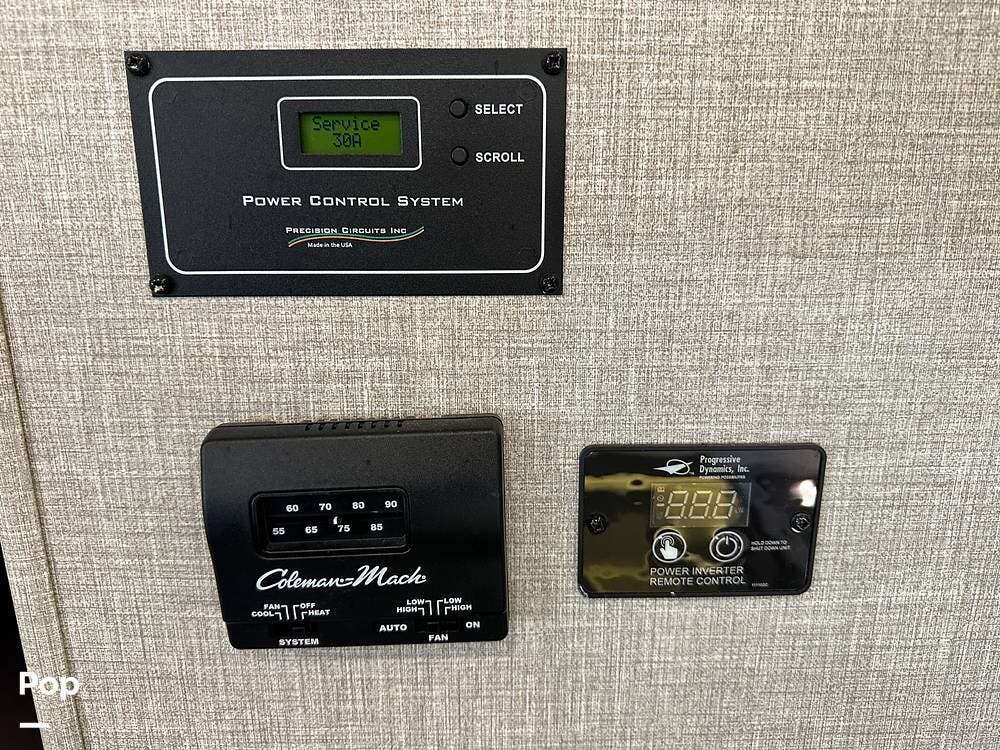 Service
30A
SELECT
SCROLL
POWER CONTROL SYSTEM
PRECISION CIRCUITS INC
Made in the USA
60 70 80 90
55 65 75 85
Coleman-Mach
FAN OFF
COOL HEAT
SYSTEM
LOW LOW
HIGH HIGH
AUTO ON
FAN
Progressive
Dynamics, Inc.
POWERING POSSIBILITIES
HOLD DOWN TO
SHUT DOWN UNIT
POWER INVERTER
REMOTE CONTROL
Pop